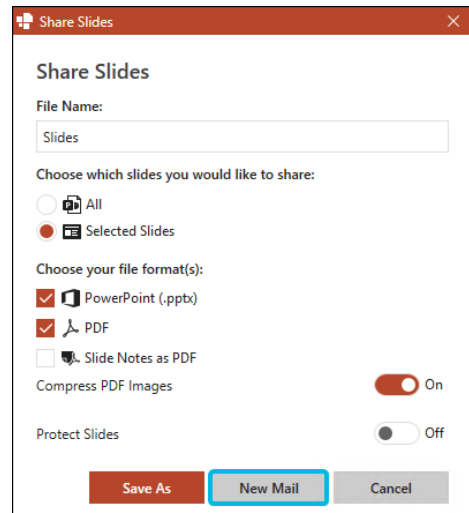 Share Slides
Share Slides
File Name:
Slides
Choose which slides you would like to share:
All
Selected Slides
Choose your file format(s):
PowerPoint (.pptx)
PDF
Slide Notes as PDF
Compress PDF Images On
Protect Slides Off
Save As New Mail Cancel